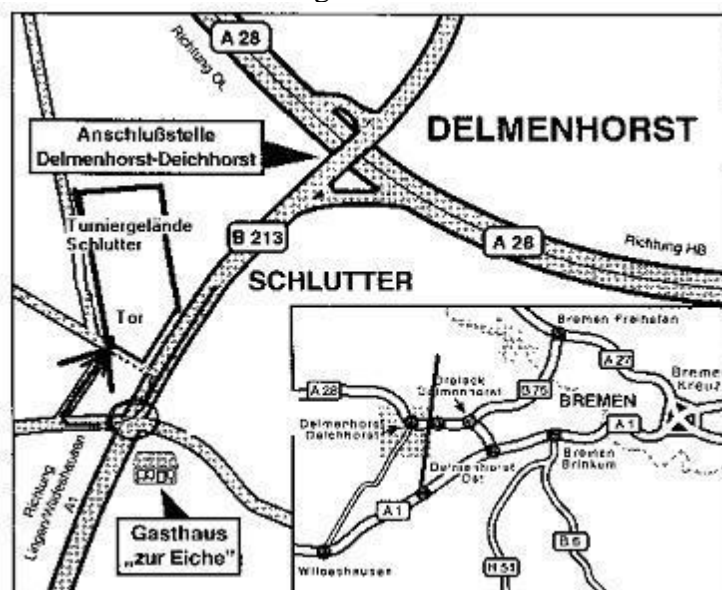 A 28
Richtung OL
Anschlußstelle
Delmenhorst-Deichhorst
DELMENHORST
Turniergelände
Schlutter
B 213
A 28
Richtung HB
SCHLUTTER
Tor
Bremen Freihafen
A 27
Bremer
Kreuz
A 28
Dreieck
Delmenhorst
B 75
BREMEN
A 1
Delmenhorst
Deichhorst
Delmenhorst
Ost
Bremen
Brinkum
Richtung
Lingen/Wildeshausen
A1
A 1
B 6
Gasthaus
„zur Eiche"
Wildeshausen